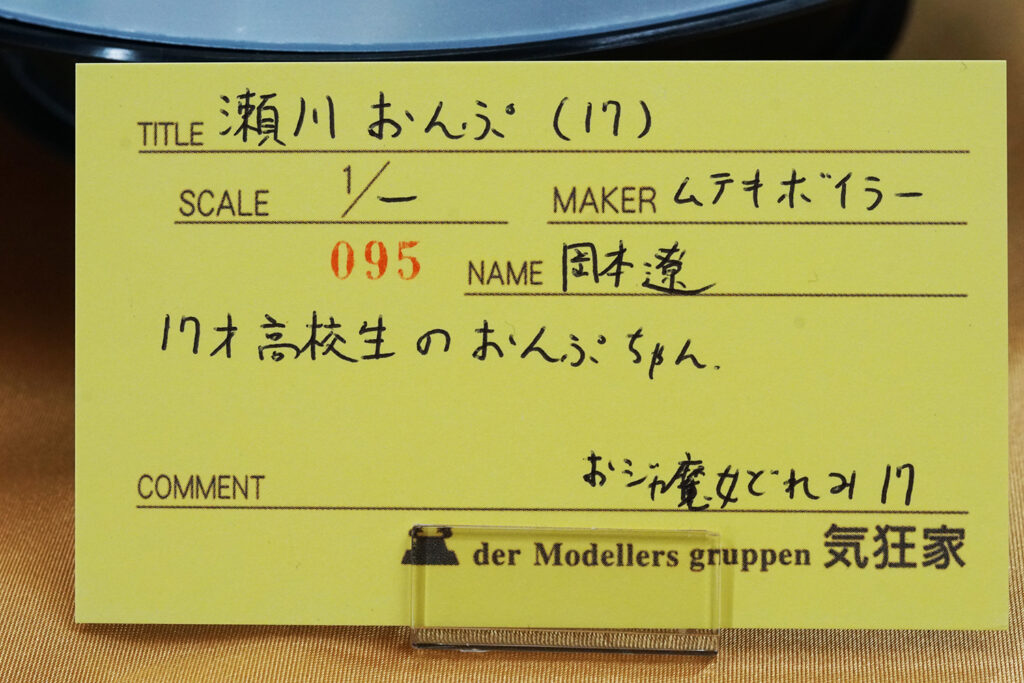 TITLE 瀬川 おんぷ (17)
SCALE 1/― MAKER ムテキボイラー
095 NAME 岡本遼
17才高校生のおんぷちゃん.
おジャ魔女どれみ 17
COMMENT
der Modellers gruppen 気狂家